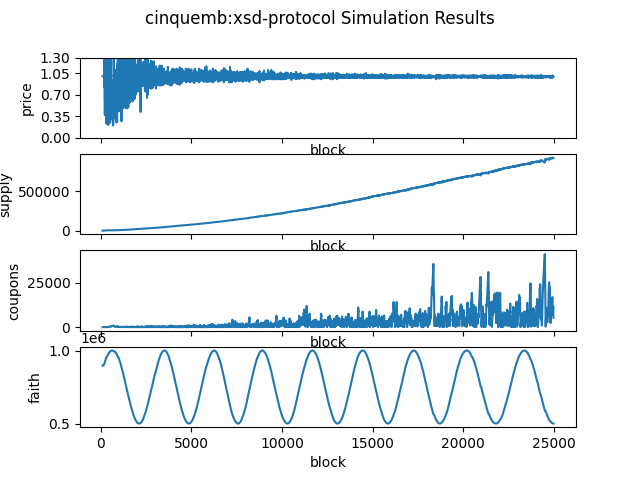 cinquemb:xsd-protocol Simulation Results
1.30
1.05
0.70
0.35
0.00
price
block
500000
0
supply
block
25000
0
coupons
block
1e6
1.0
0.5
faith
0 5000 10000 15000 20000 25000
block